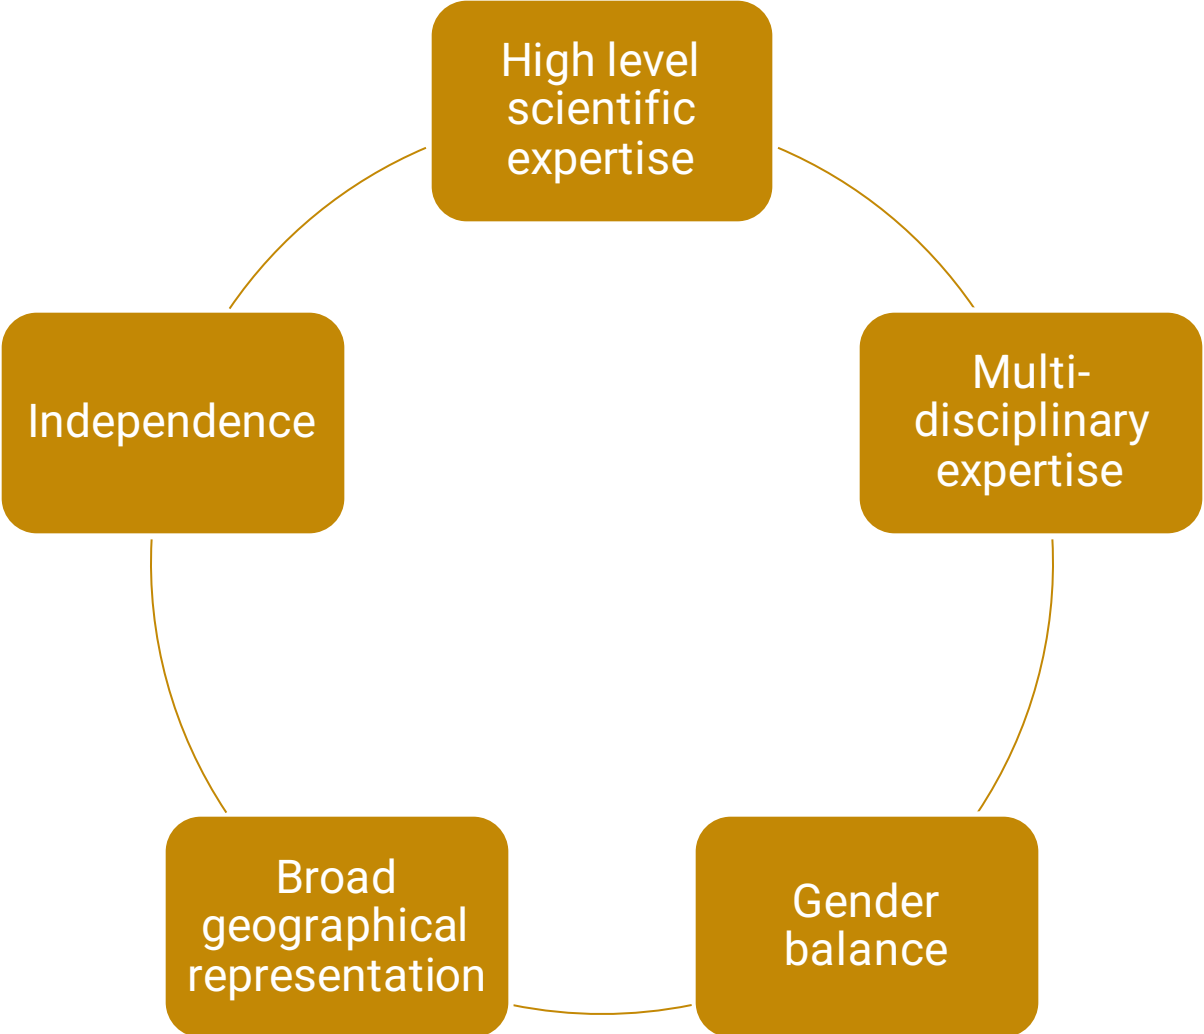 High level
scientific
expertise
Multi-
disciplinary
expertise
Gender
balance
Broad
geographical
representation
Independence